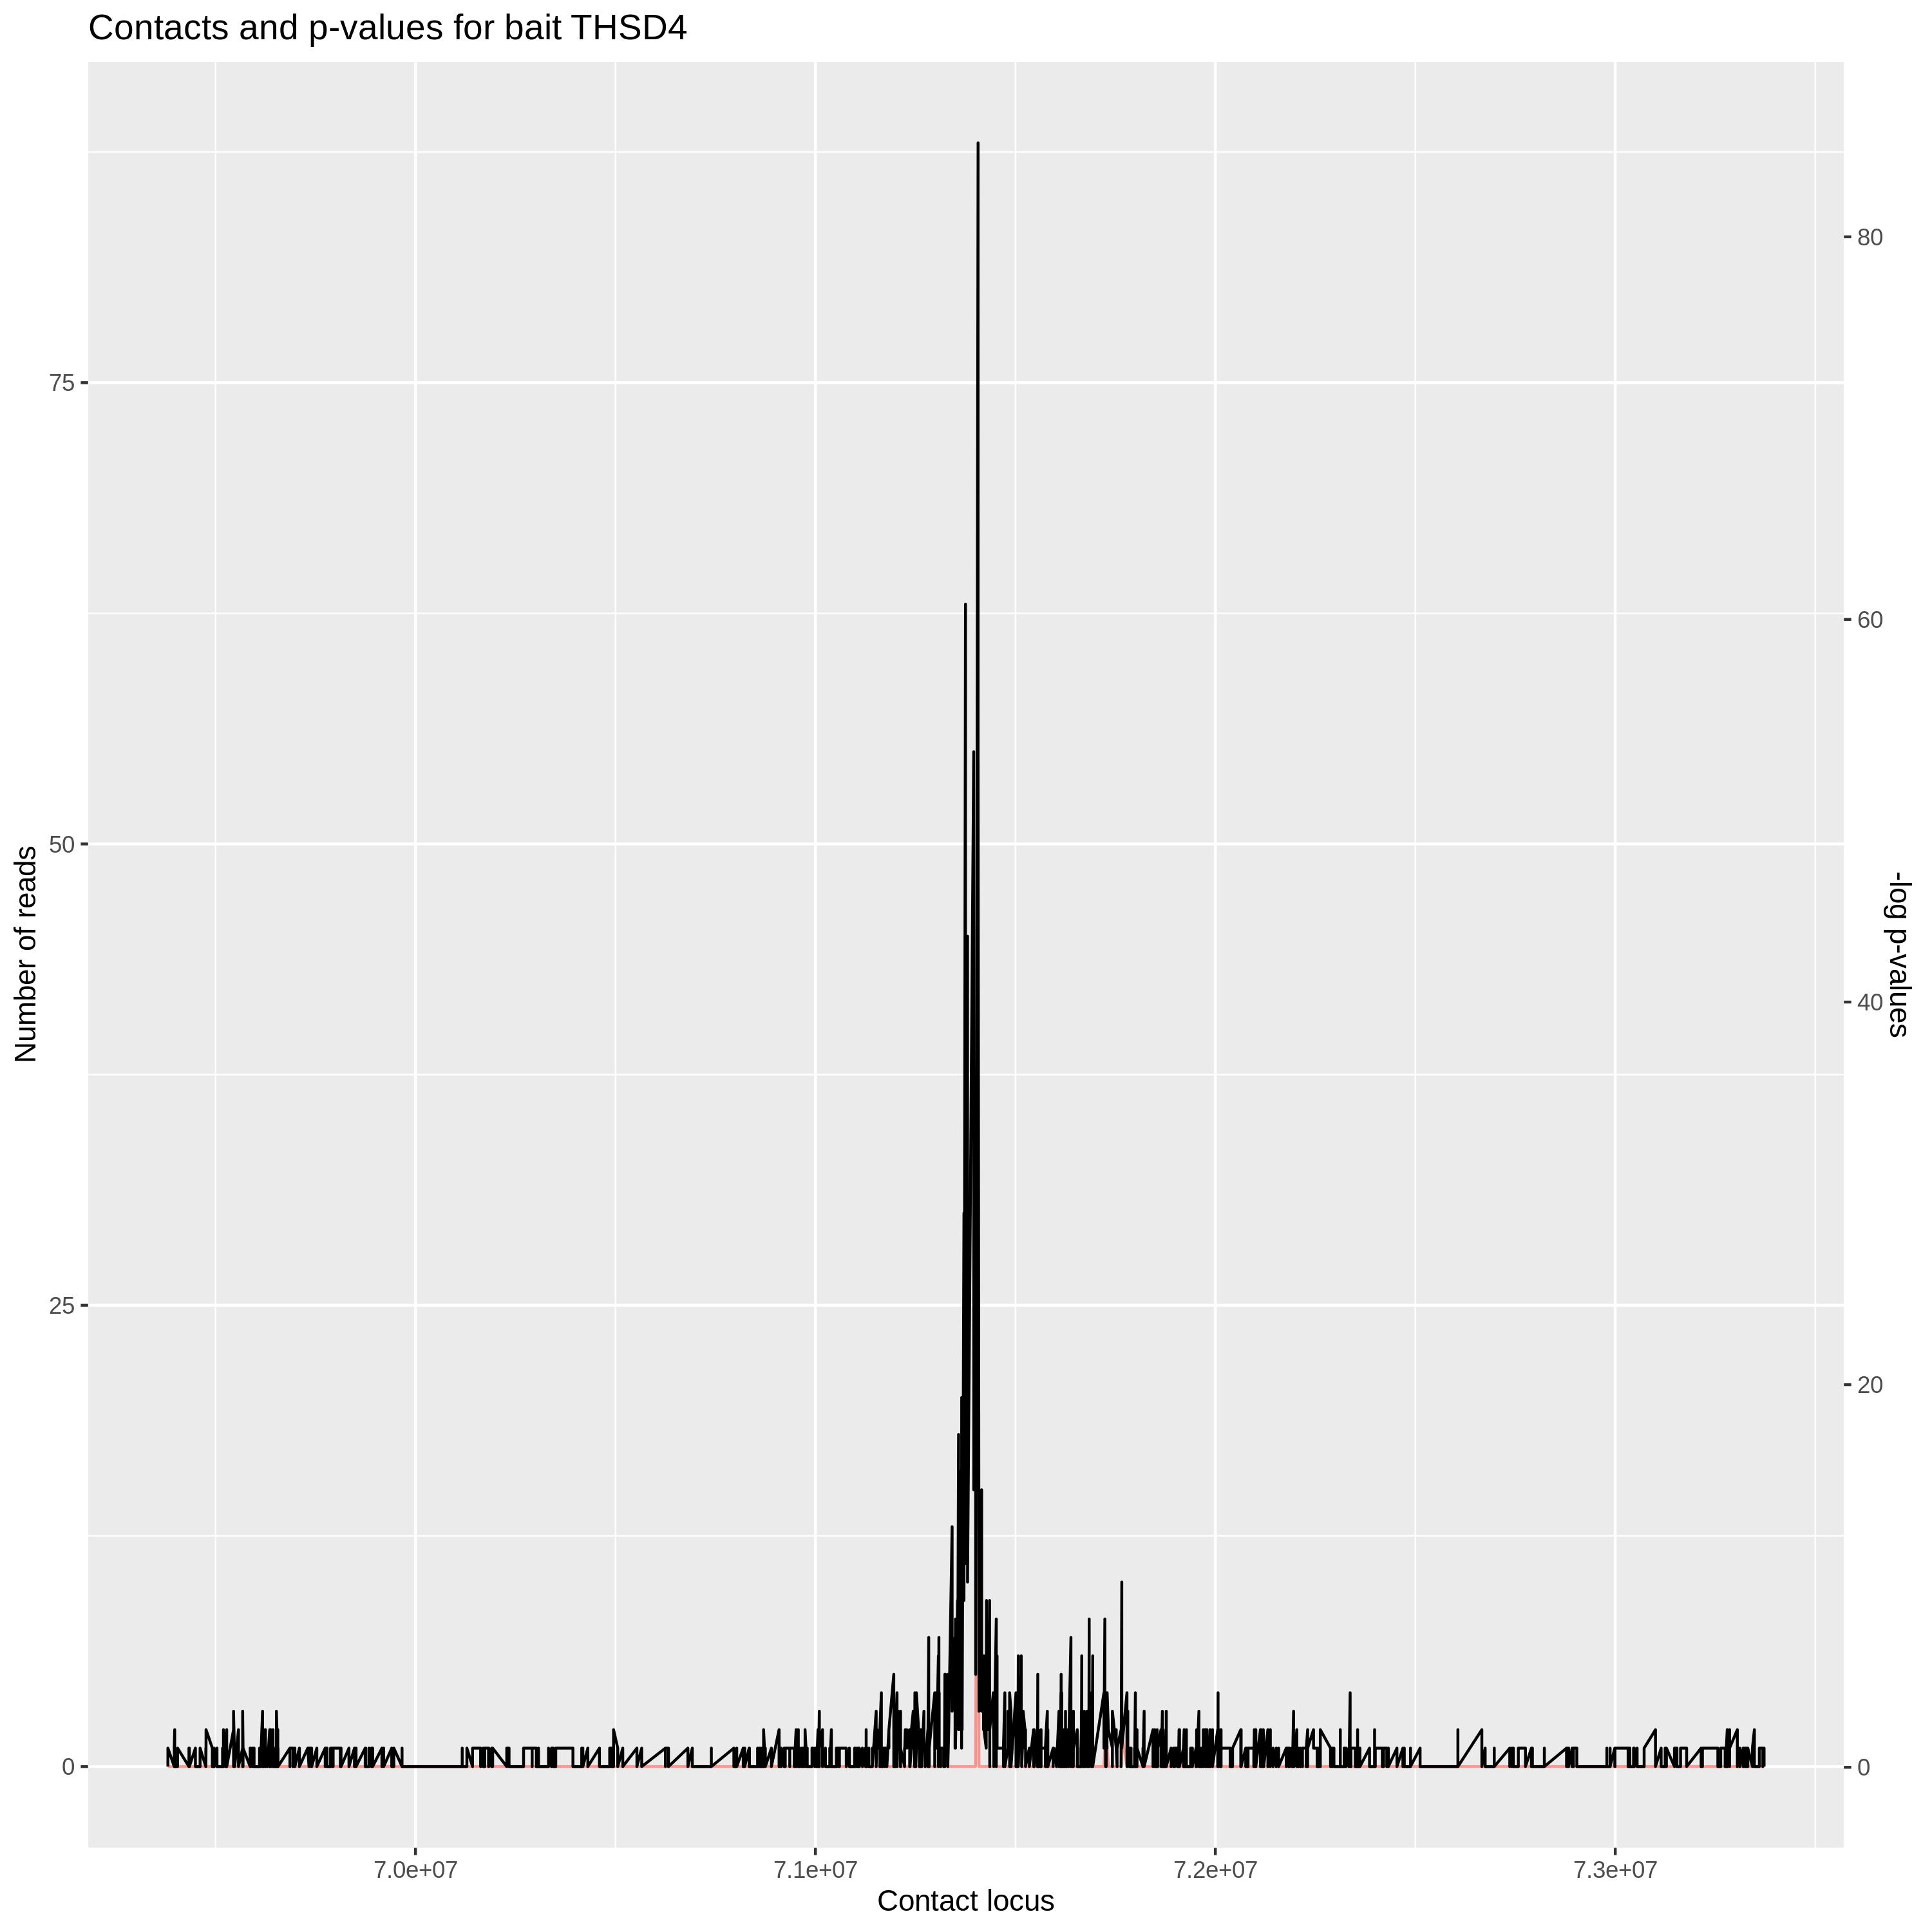 Contacts and p-values for bait THSD4
Number of reads
75
50
25
0
80
60
40
20
0
-log p-values
7.0e+07
7.1e+07
7.2e+07
7.3e+07
Contact locus